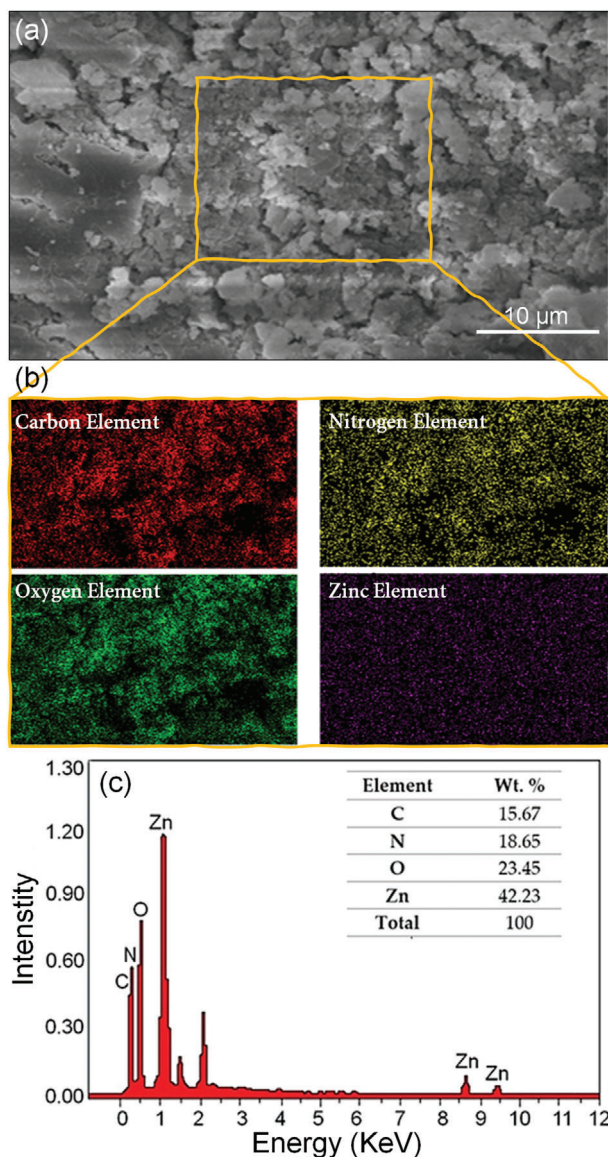 (a)
10 µm
(b)
Carbon Element
Nitrogen Element
Oxygen Element
Zinc Element
(c)
Element Wt. %
C 15.67
N 18.65
O 23.45
Zn 42.23
Total 100
1.30
1.20
0.90
0.60
0.30
0.00
Intenstity
C
N
O
Zn
Zn
Zn
0 1 2 3 4 5 6 7 8 9 10 11 12
Energy (KeV)